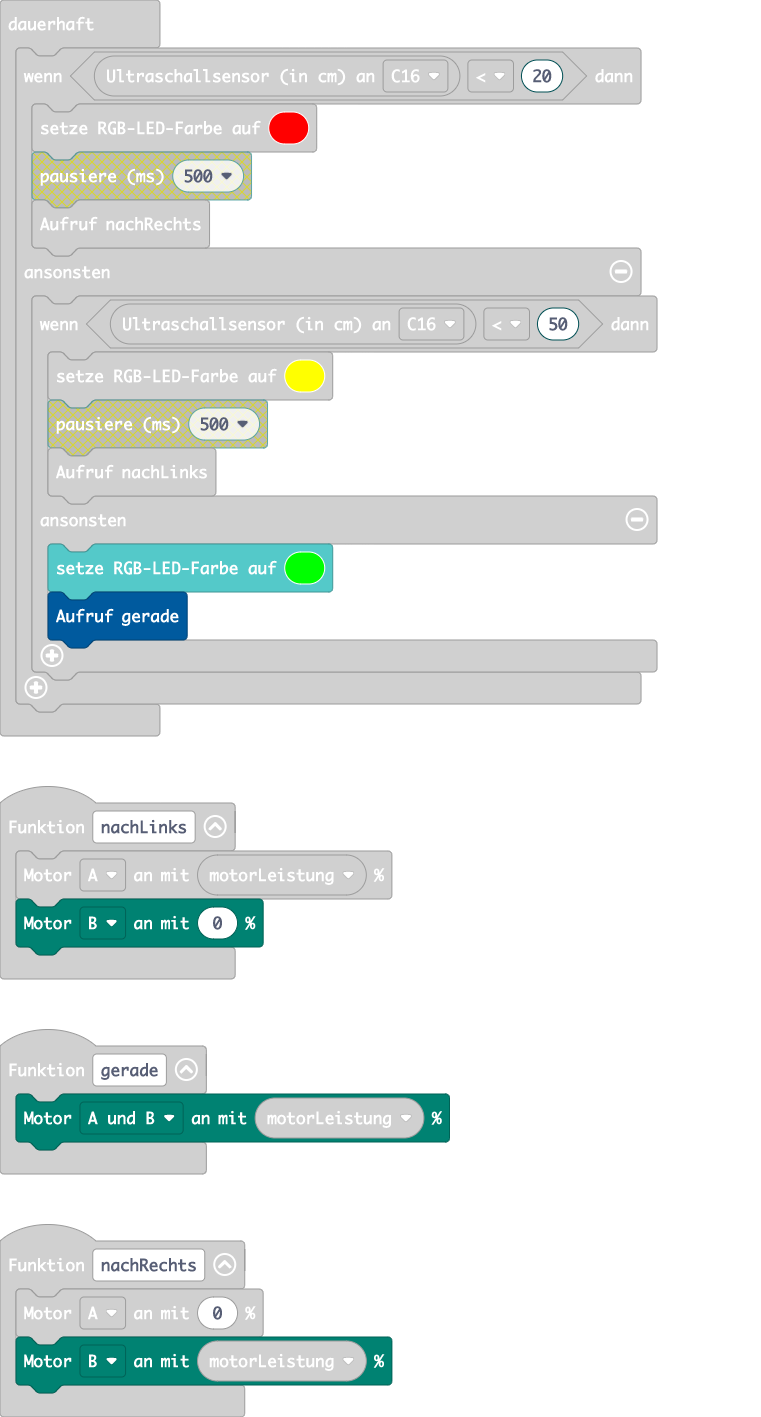 dauerhaft
wenn Ultraschallsensor (in cm) an C16 < 20 dann
setze RGB-LED-Farbe auf
pausiere (ms) 500
Aufruf nachRechts
ansonsten
wenn Ultraschallsensor (in cm) an C16 < 50 dann
setze RGB-LED-Farbe auf
pausiere (ms) 500
Aufruf nachLinks
ansonsten
setze RGB-LED-Farbe auf
Aufruf gerade
Funktion nachLinks
Motor A an mit motorLeistung %
Motor B an mit 0 %
Funktion gerade
Motor A und B an mit motorLeistung %
Funktion nachRechts
Motor A an mit 0 %
Motor B an mit motorLeistung %